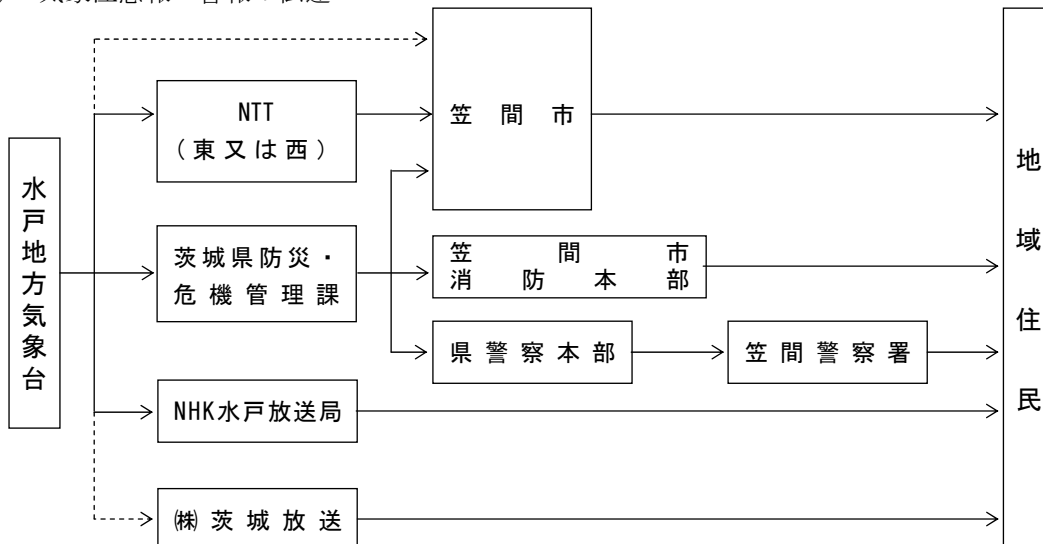 水戸地方気象台
NTT
(東又は西)
茨城県防災・
危機管理課
NHK水戸放送局
㈱茨城放送
笠間市
笠間市
消防本部
県警察本部
笠間警察署
地域住民